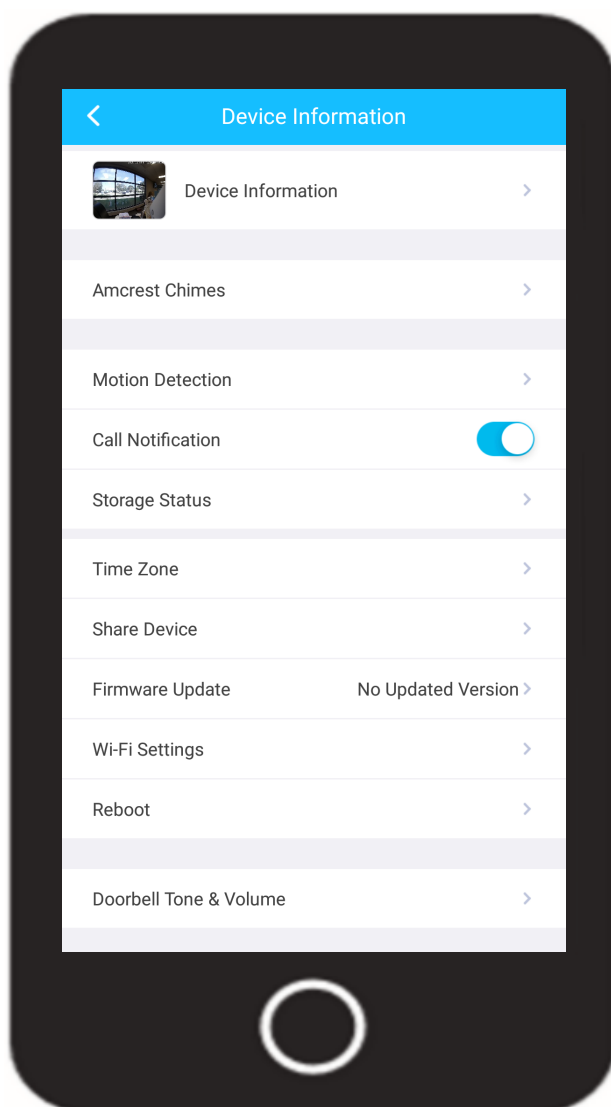 Device Information
Device Information
Amcrest Chimes
Motion Detection
Call Notification
Storage Status
Time Zone
Share Device
Firmware Update No Updated Version
Wi-Fi Settings
Reboot
Doorbell Tone & Volume